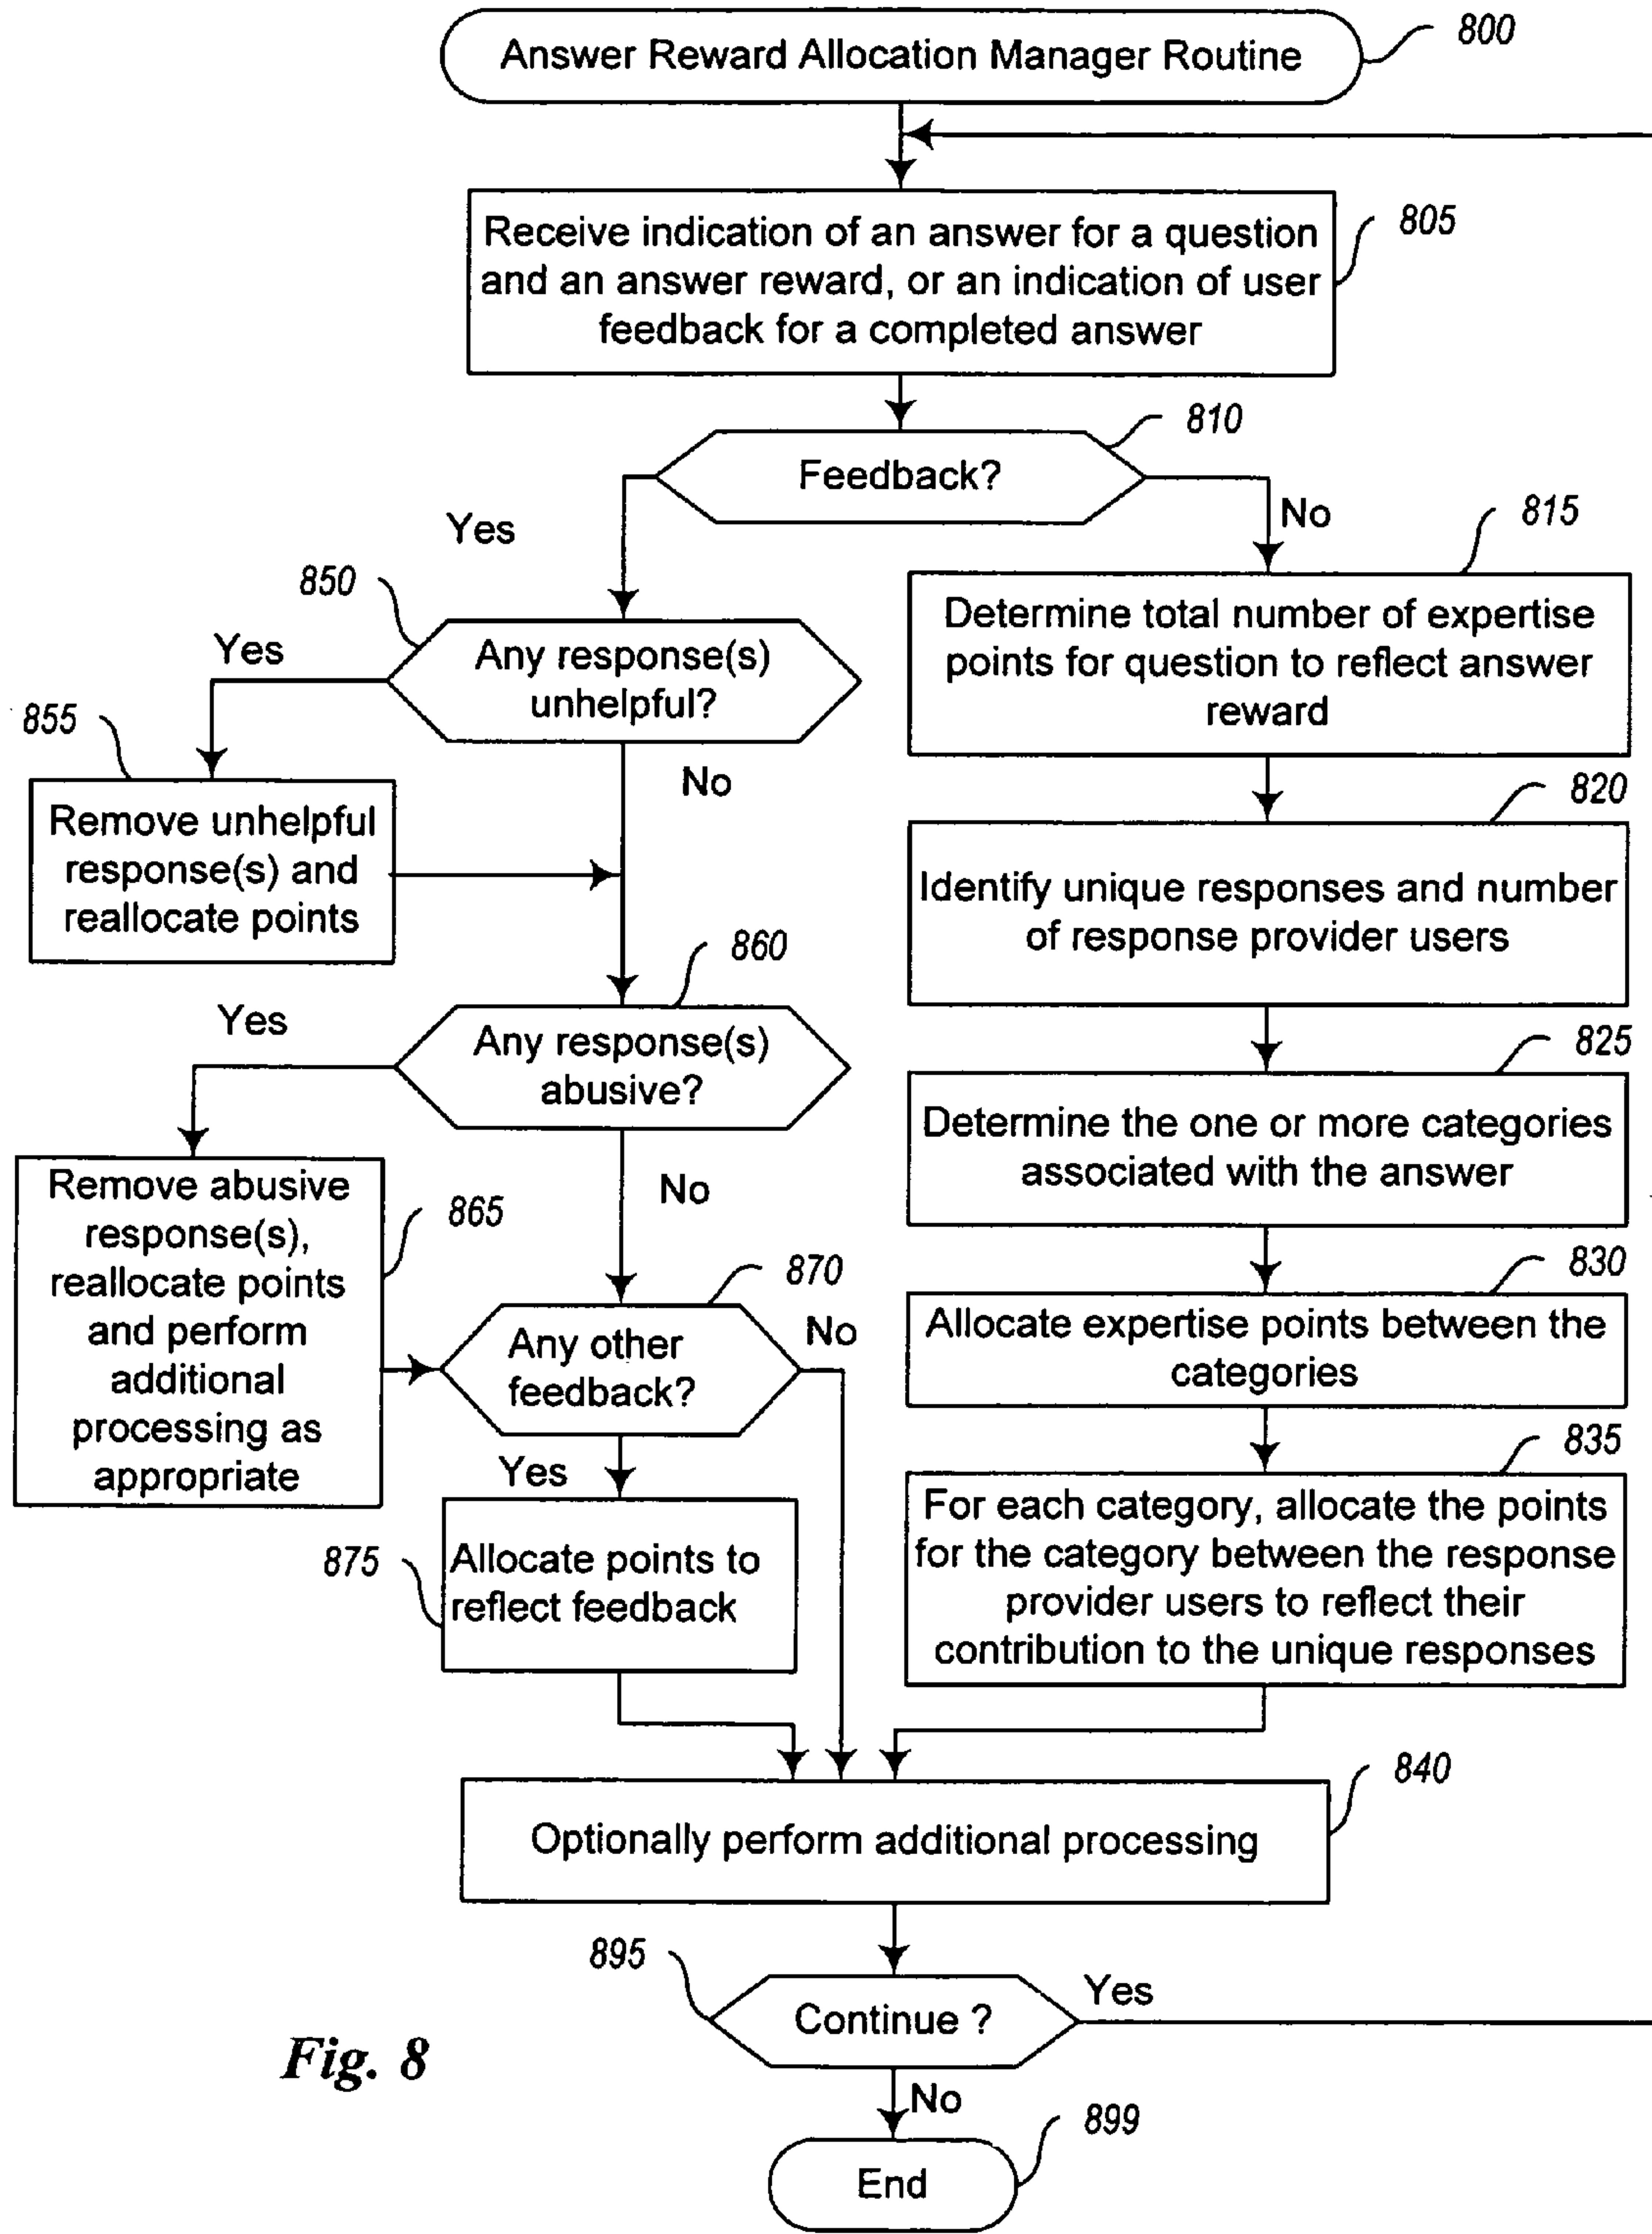 Answer Reward Allocation Manager Routine
800
Receive indication of an answer for a question
and an answer reward, or an indication of user
feedback for a completed answer
805
Feedback?
810
Yes
No
815
Determine total number of expertise
points for question to reflect answer
reward
850
Any response(s)
unhelpful?
Yes
No
855
Remove unhelpful
response(s) and
reallocate points
820
Identify unique responses and number
of response provider users
860
Any response(s)
abusive?
Yes
No
825
Determine the one or more categories
associated with the answer
Remove abusive
response(s),
reallocate points
and perform
additional
processing as
appropriate
865
870
Any other
feedback?
No
Yes
830
Allocate expertise points between the
categories
835
For each category, allocate the points
for the category between the response
provider users to reflect their
contribution to the unique responses
875
Allocate points to
reflect feedback
840
Optionally perform additional processing
895
Continue ?
Yes
No
Fig. 8
899
End